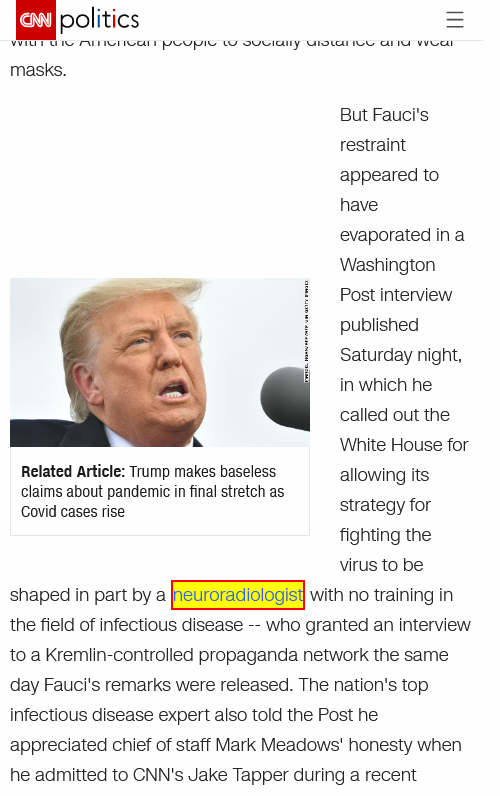 CNN politics
with the American people to socially distance and wear
masks.
But Fauci's
restraint
appeared to
have
evaporated in a
Washington
Post interview
published
Saturday night,
in which he
called out the
White House for
allowing its
strategy for
fighting the
virus to be
Related Article: Trump makes baseless
claims about pandemic in final stretch as
Covid cases rise
shaped in part by a neuroradiologist with no training in
the field of infectious disease -- who granted an interview
to a Kremlin-controlled propaganda network the same
day Fauci's remarks were released. The nation's top
infectious disease expert also told the Post he
appreciated chief of staff Mark Meadows' honesty when
he admitted to CNN's Jake Tapper during a recent